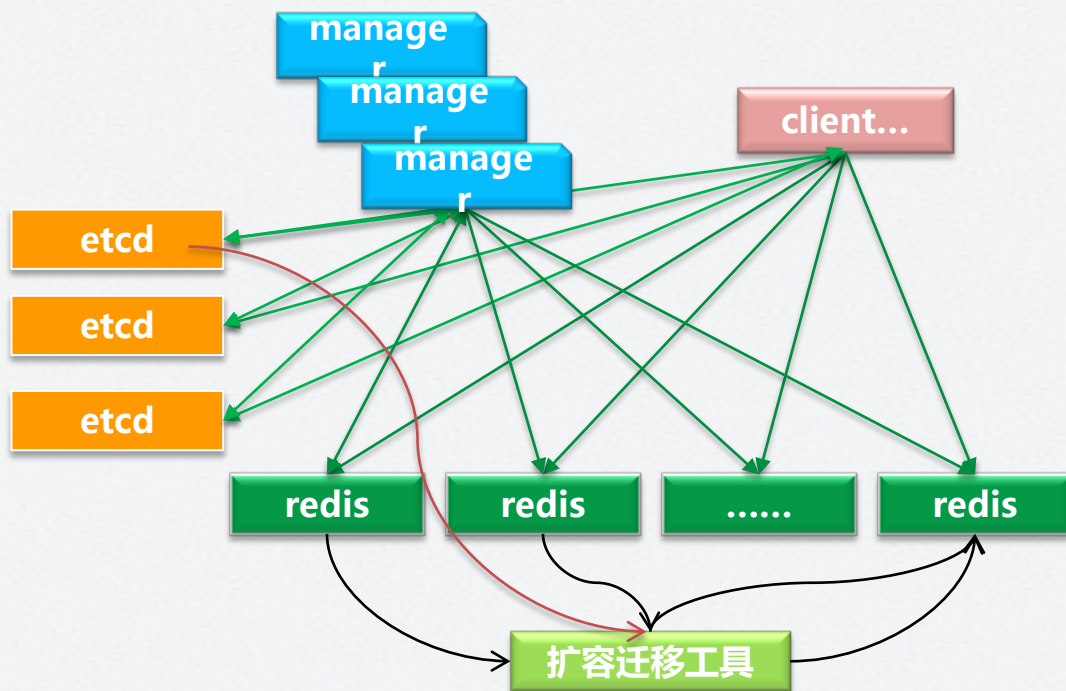 manage
r
manage
r
manage
r
client...
etcd
etcd
etcd
redis
redis
......
redis
扩容迁移工具